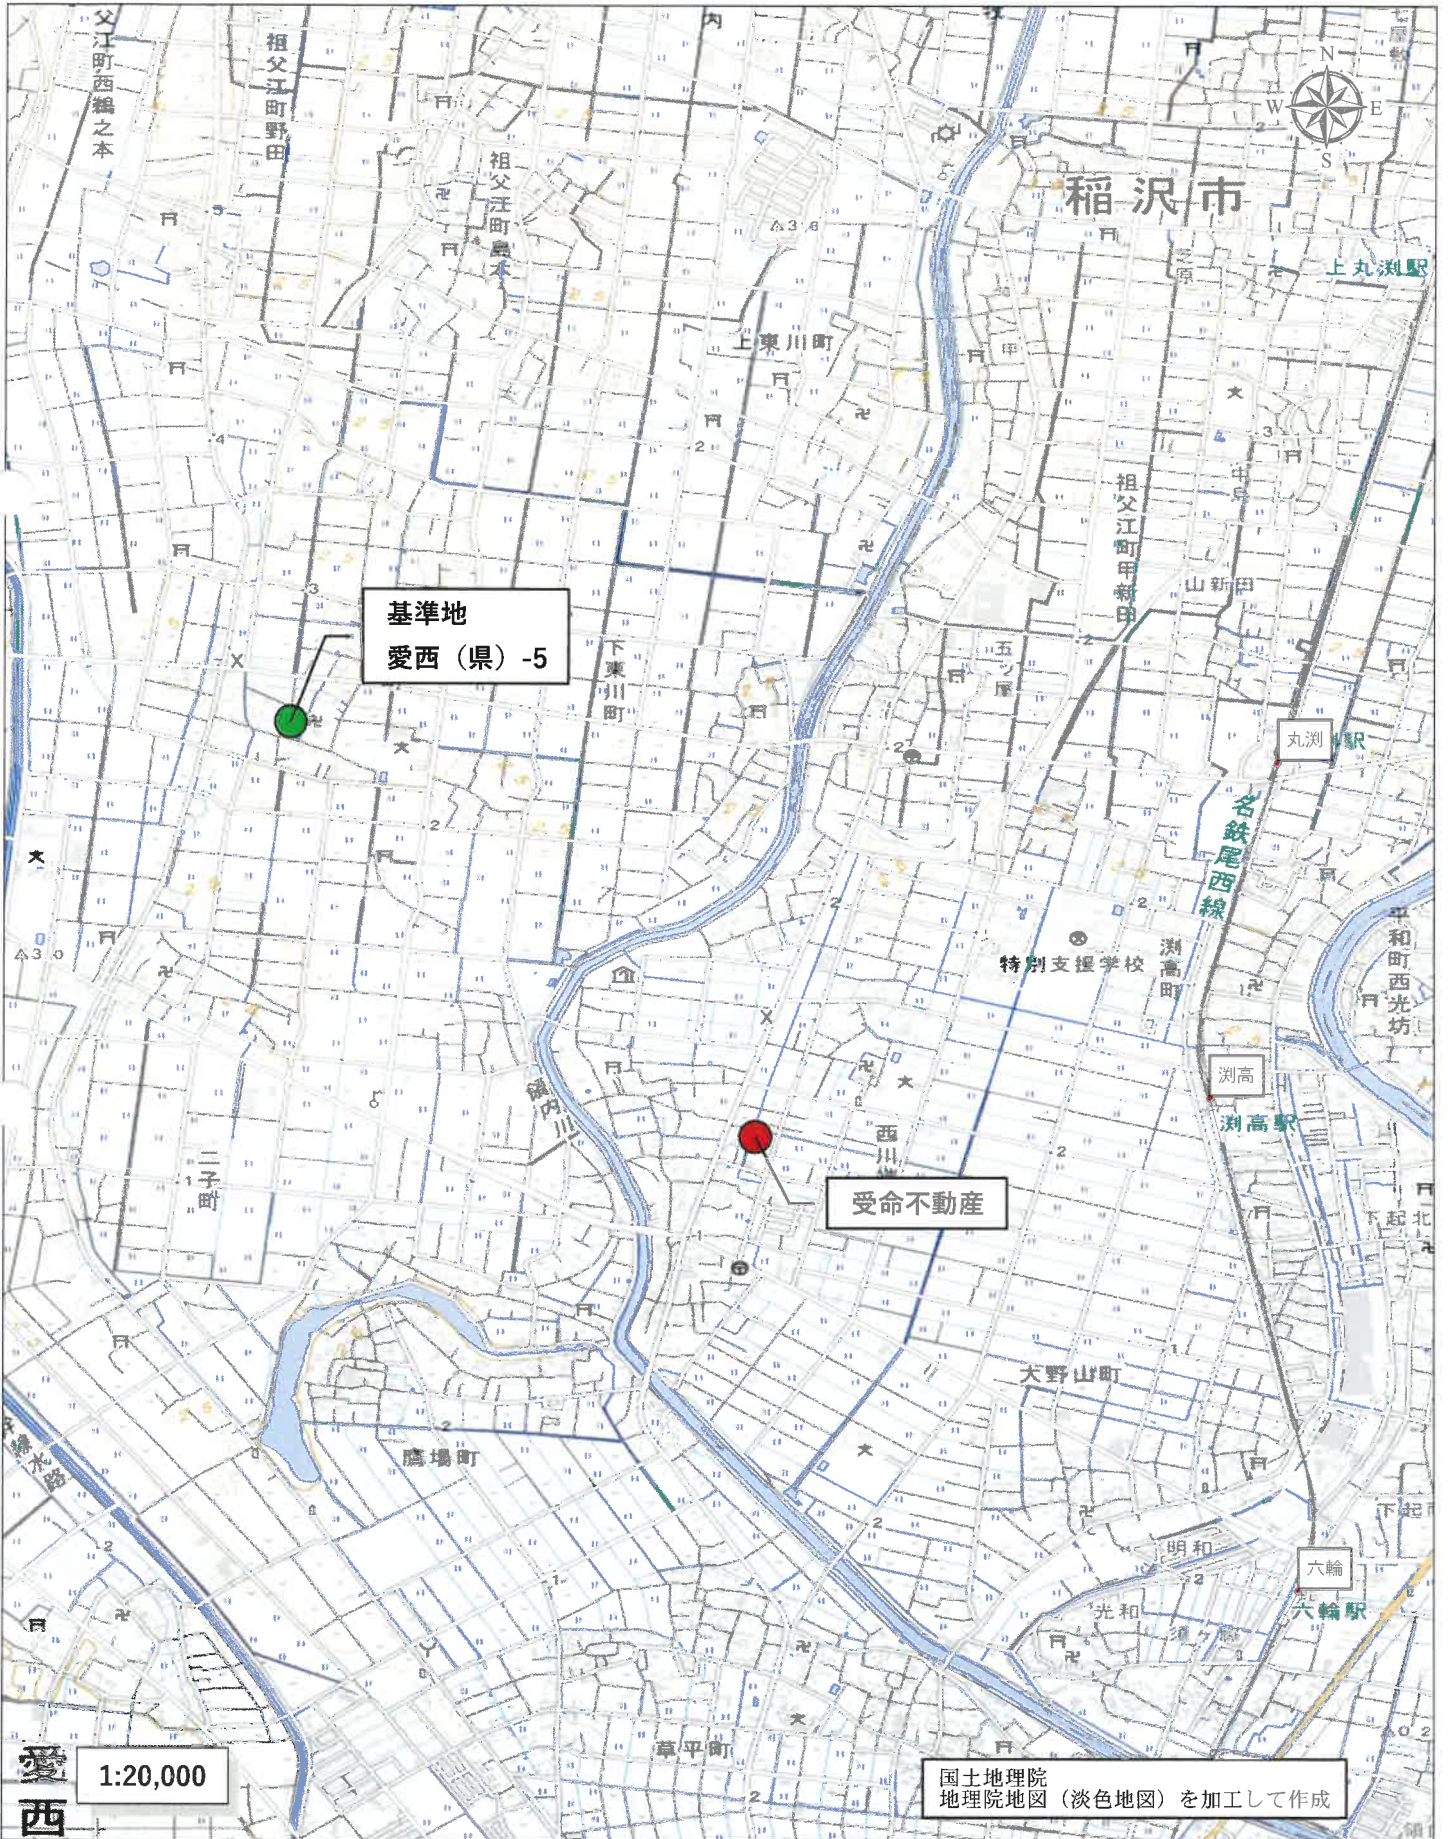 父江町西鵜之本
祖父江町野田
祖父江町島本
内
N
W
E
S
稲沢市
上丸渕駅
上東川町
祖父江町甲新田
山新田
基準地
愛西（県）-5
下東川町
五ツ屋
丸渕
駅
名鉄尾西線
特別支援学校
渕高町
平和町西光坊
渕高
渕高駅
領内川
二子町
西川
受命不動産
下起北
大野山町
鷹場町
幹線水路
明和
光和
六輪
六輪駅
下起
草平町
愛西
1:20,000
国土地理院
地理院地図（淡色地図）を加工して作成